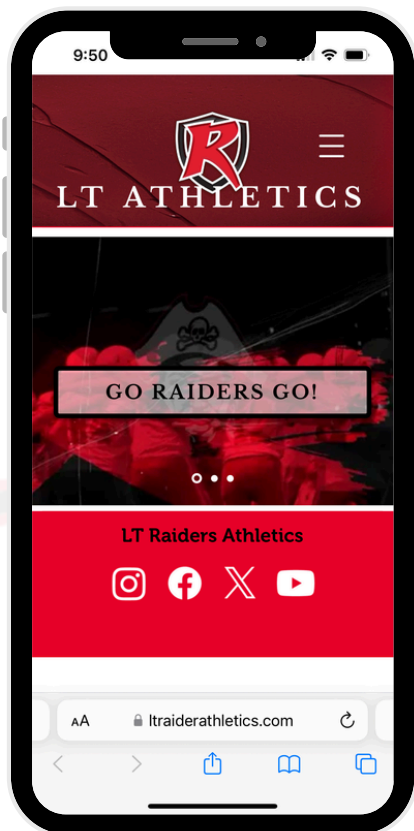 9:50
R
LT ATHLETICS
GO RAIDERS GO!
LT Raiders Athletics
AA ltraiderathletics.com